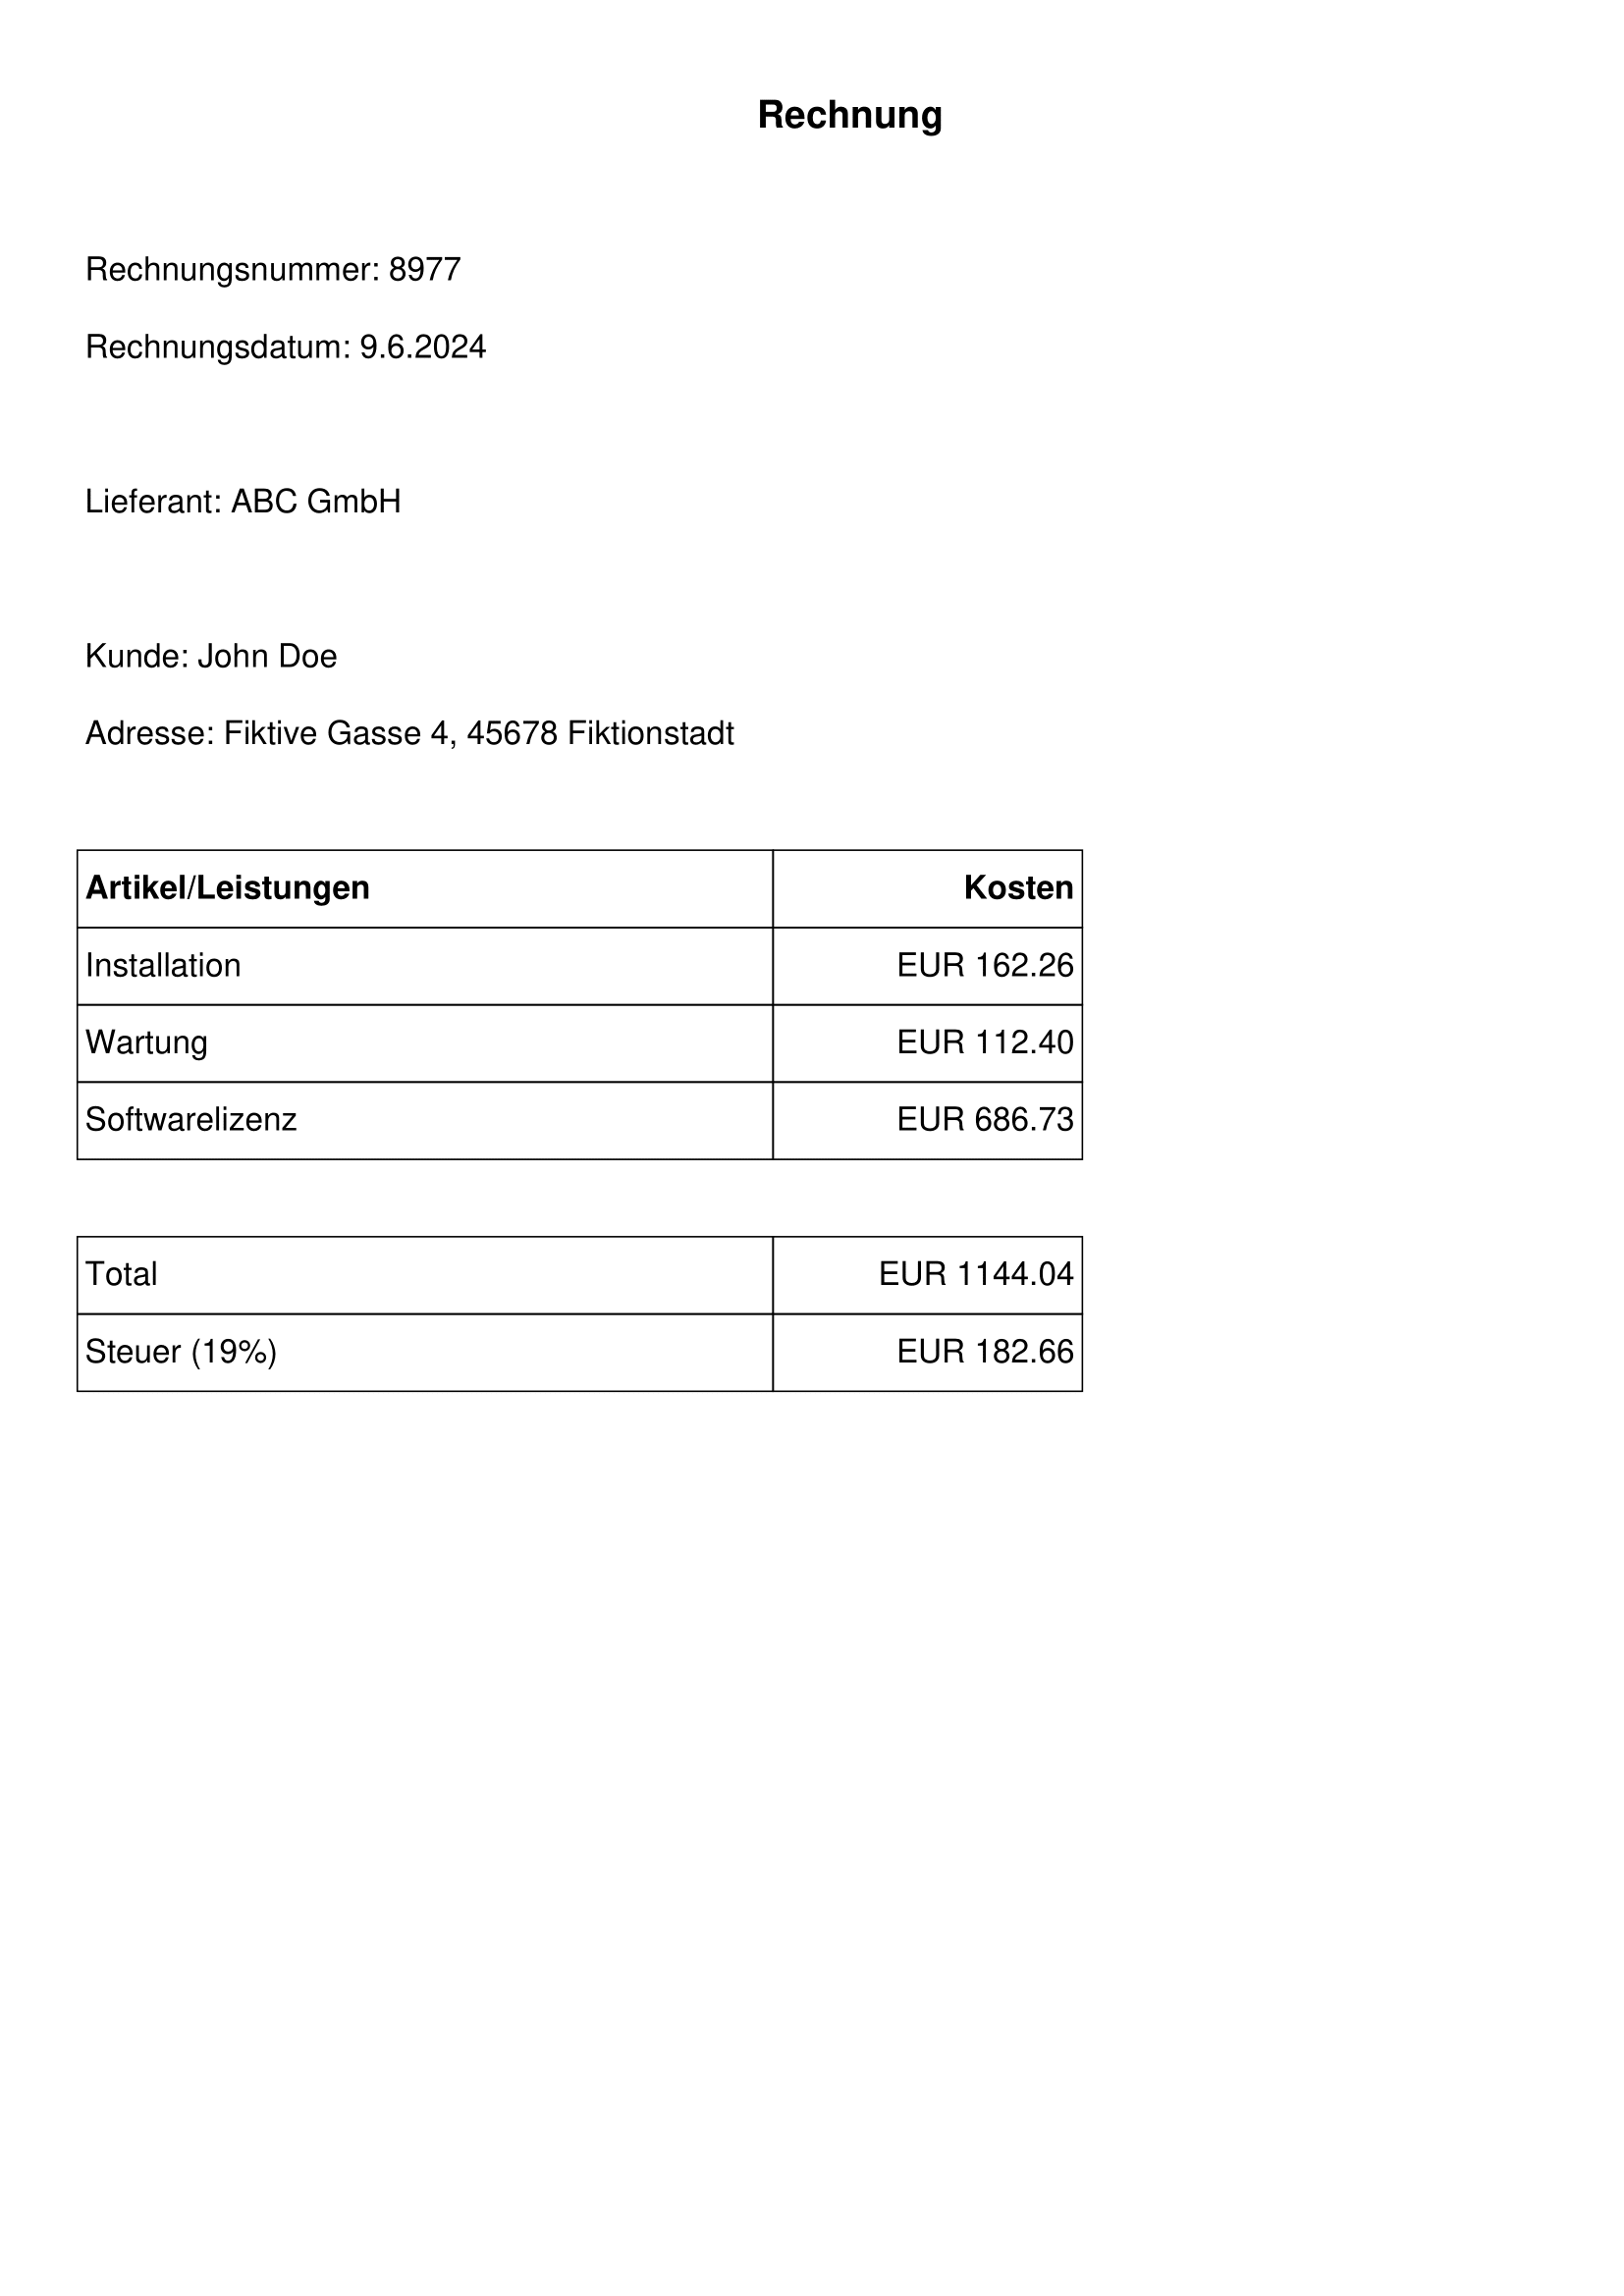 Rechnung
Rechnungsnummer: 8977
Rechnungsdatum: 9.6.2024
Lieferant: ABC GmbH
Kunde: John Doe
Adresse: Fiktive Gasse 4, 45678 Fiktionstadt
Artikel/Leistungen Kosten
Installation EUR 162.26
Wartung EUR 112.40
Softwarelizenz EUR 686.73
Total EUR 1144.04
Steuer (19%) EUR 182.66